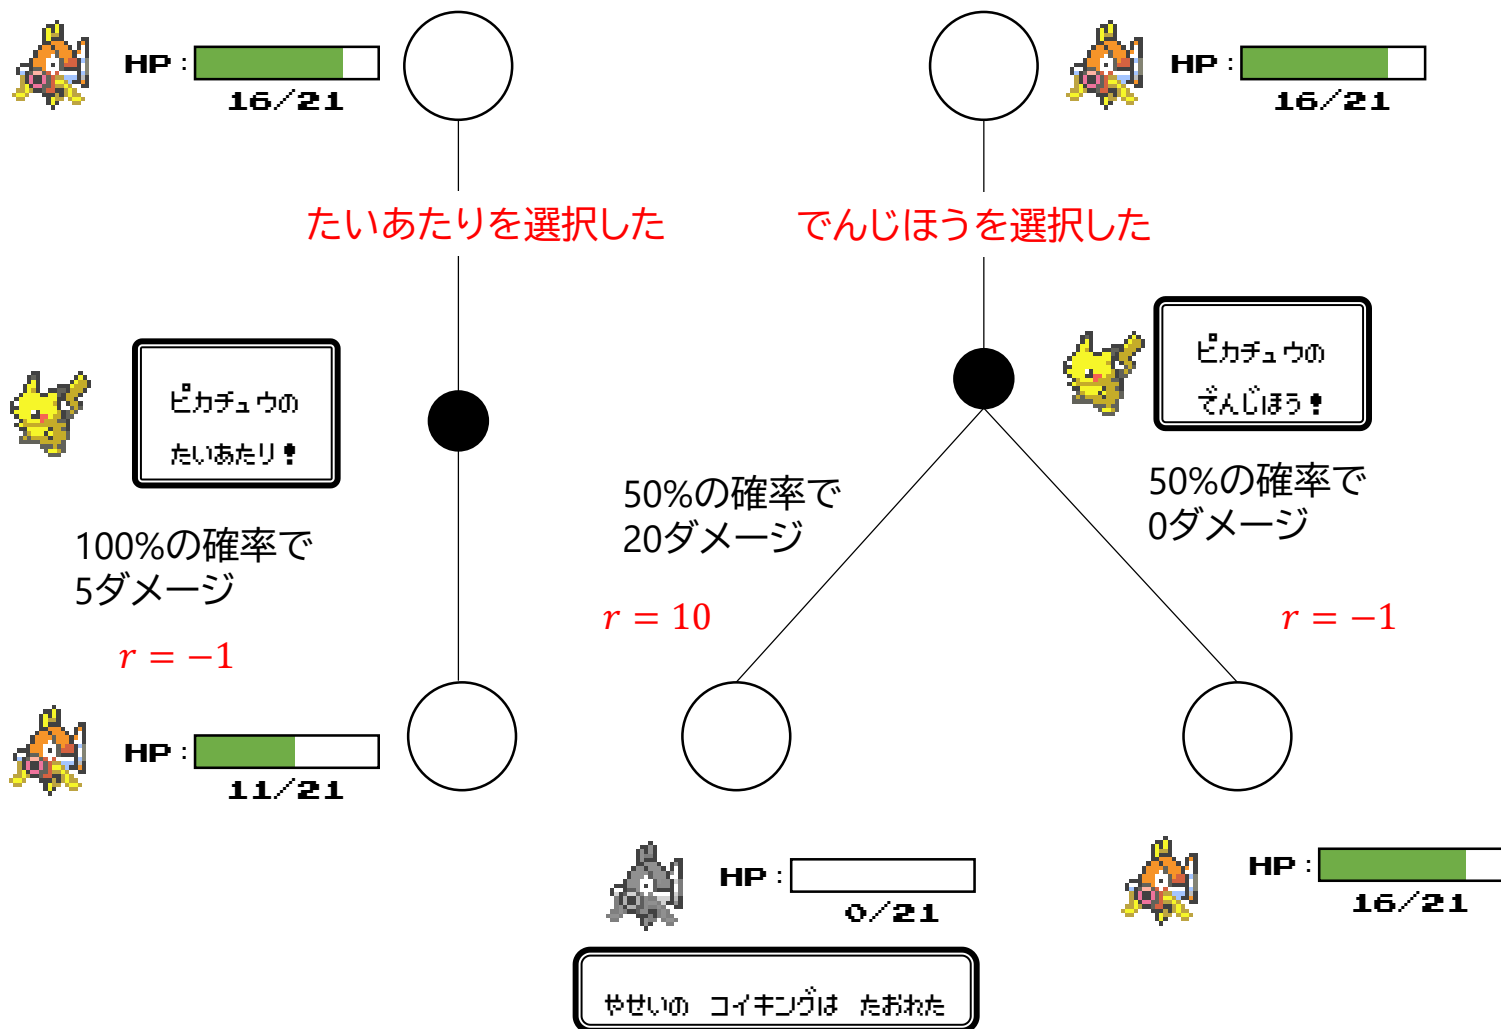 HP : 16/21
HP : 16/21
たいあたりを選択した
でんじほうを選択した
ピカチュウの
たいあたり！
ピカチュウの
でんじほう！
100%の確率で
5ダメージ
r = −1
50%の確率で
20ダメージ
r = 10
50%の確率で
0ダメージ
r = −1
HP : 11/21
HP : 0/21
HP : 16/21
やせいの コイキングは たおれた